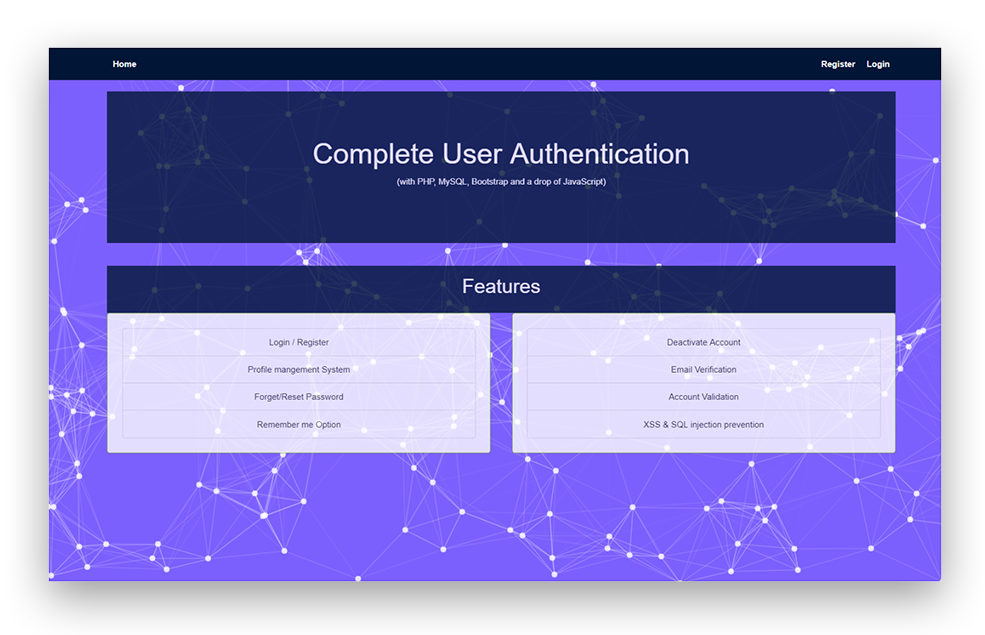 Home
Register Login
Complete User Authentication
(with PHP, MySQL, Bootstrap and a drop of JavaScript)
Features
Login / Register
Profile mangement System
Forget/Reset Password
Remember me Option
Deactivate Account
Email Verification
Account Validation
XSS & SQL injection prevention